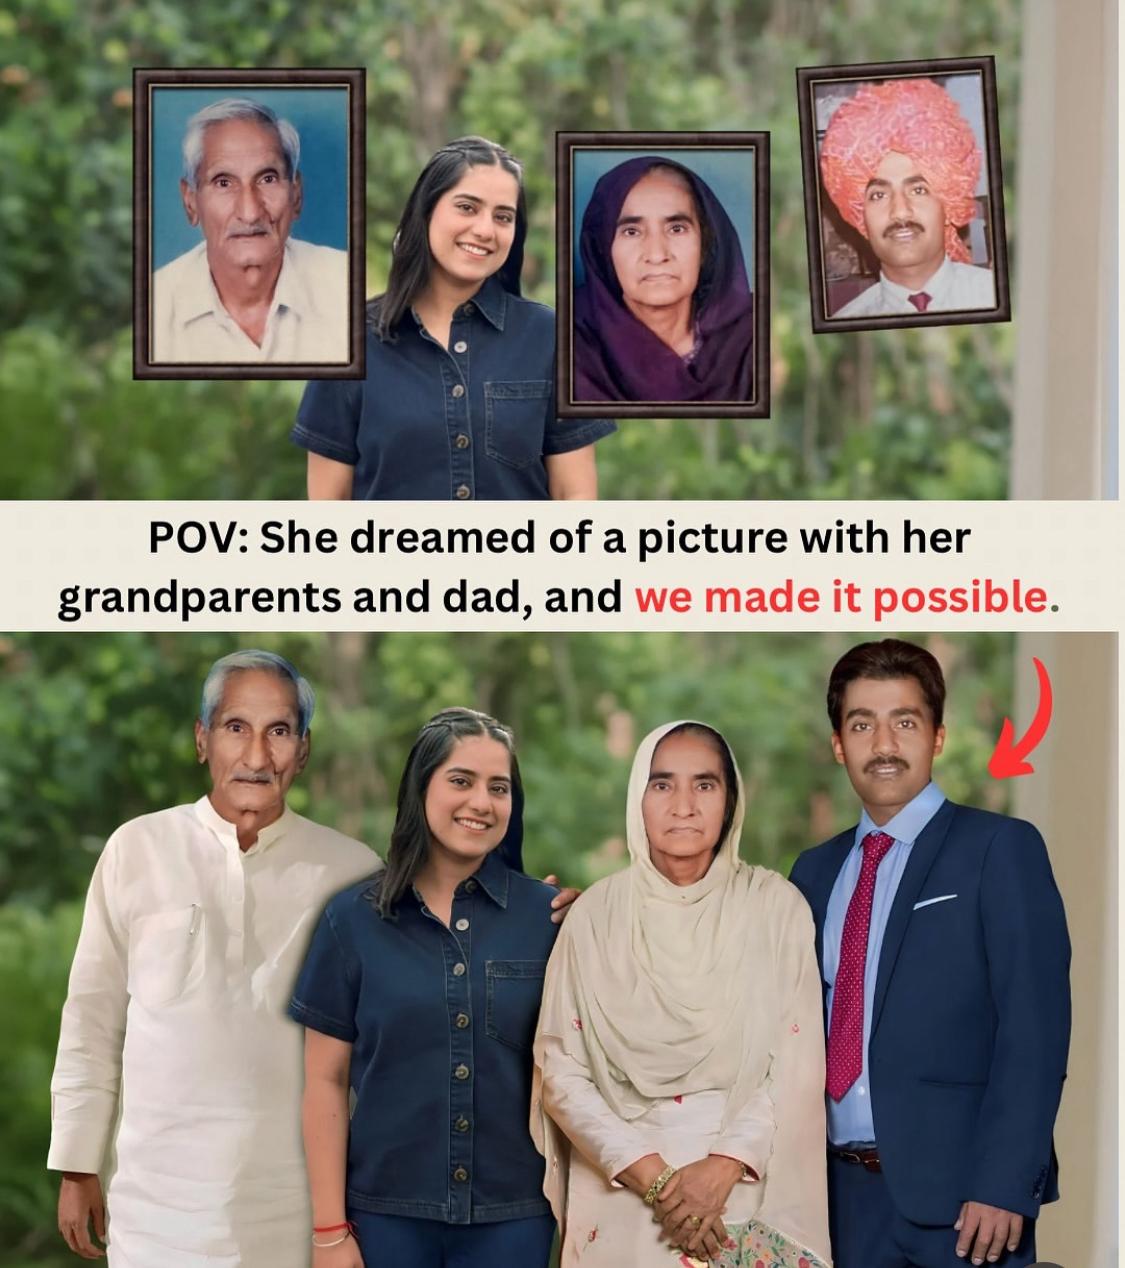 POV: She dreamed of a picture with her
grandparents and dad, and we made it possible.